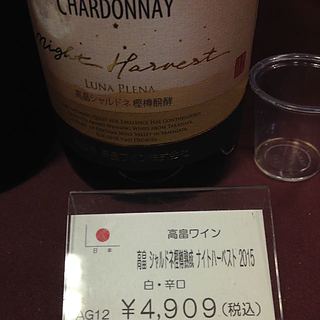 CHARDONNAY
Night Harvest
LUNA PLENA
高畠シャルドネ 樫樽醗酵
高畠ワイン
日本
高畠 シャルドネ樫樽熟成 ナイトハーベスト 2015
白・辛口
AG12 ￥4,909(税込)